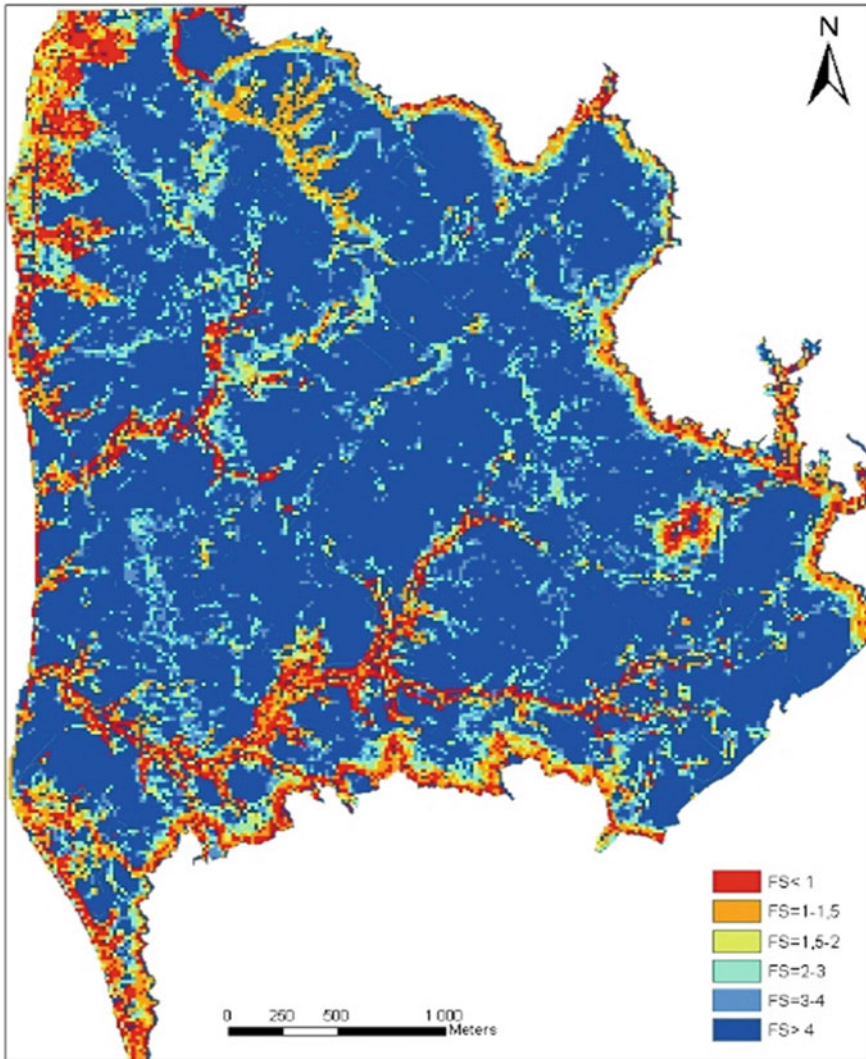 N
FS< 1
FS=1-1,5
FS=1,5-2
FS=2-3
FS=3-4
FS> 4
0 250 500 1 000
Meters